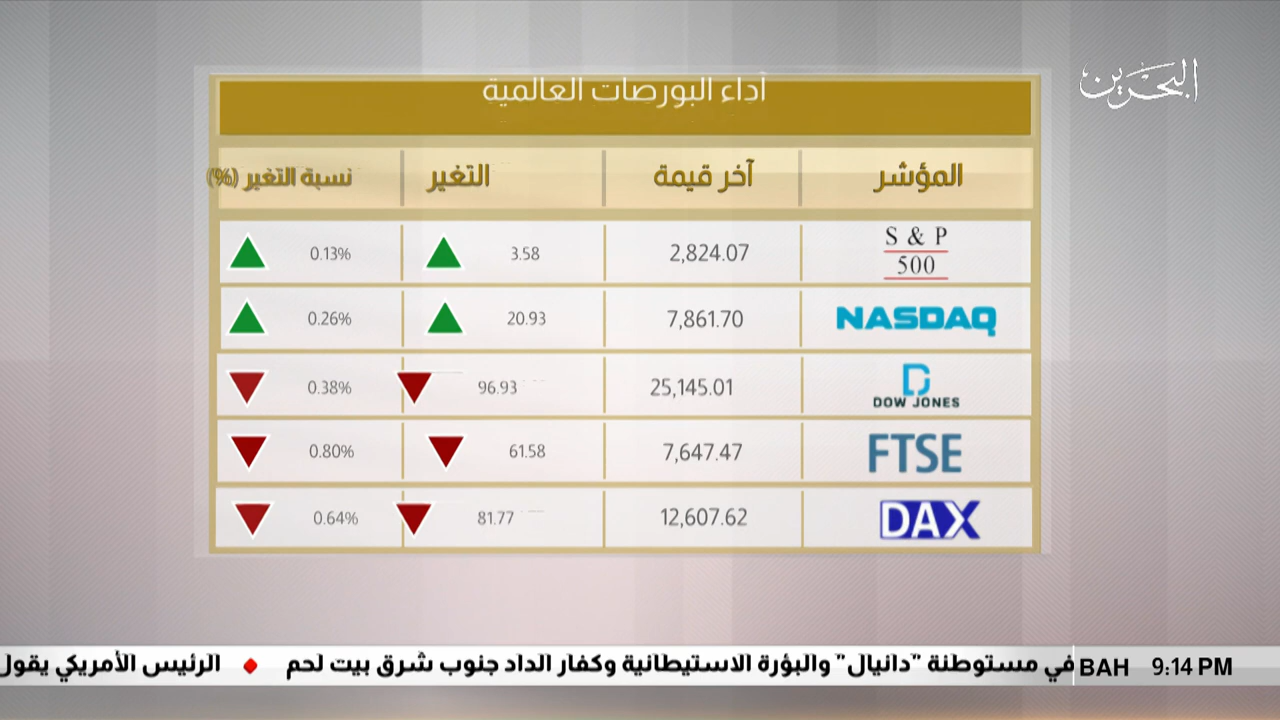 البحرين
أداء البورصات العالمية
المؤشر آخر قيمة التغير نسبة التغير (%)
S & P 500 2,824.07 3.58 0.13%
NASDAQ 7,861.70 20.93 0.26%
DOW JONES 25,145.01 96.93 0.38%
FTSE 7,647.47 61.58 0.80%
DAX 12,607.62 81.77 0.64%
في مستوطنة "دانيال" والبؤرة الاستيطانية وكفار الداد جنوب شرق بيت لحم • الرئيس الأمريكي يقول
BAH 9:14 PM